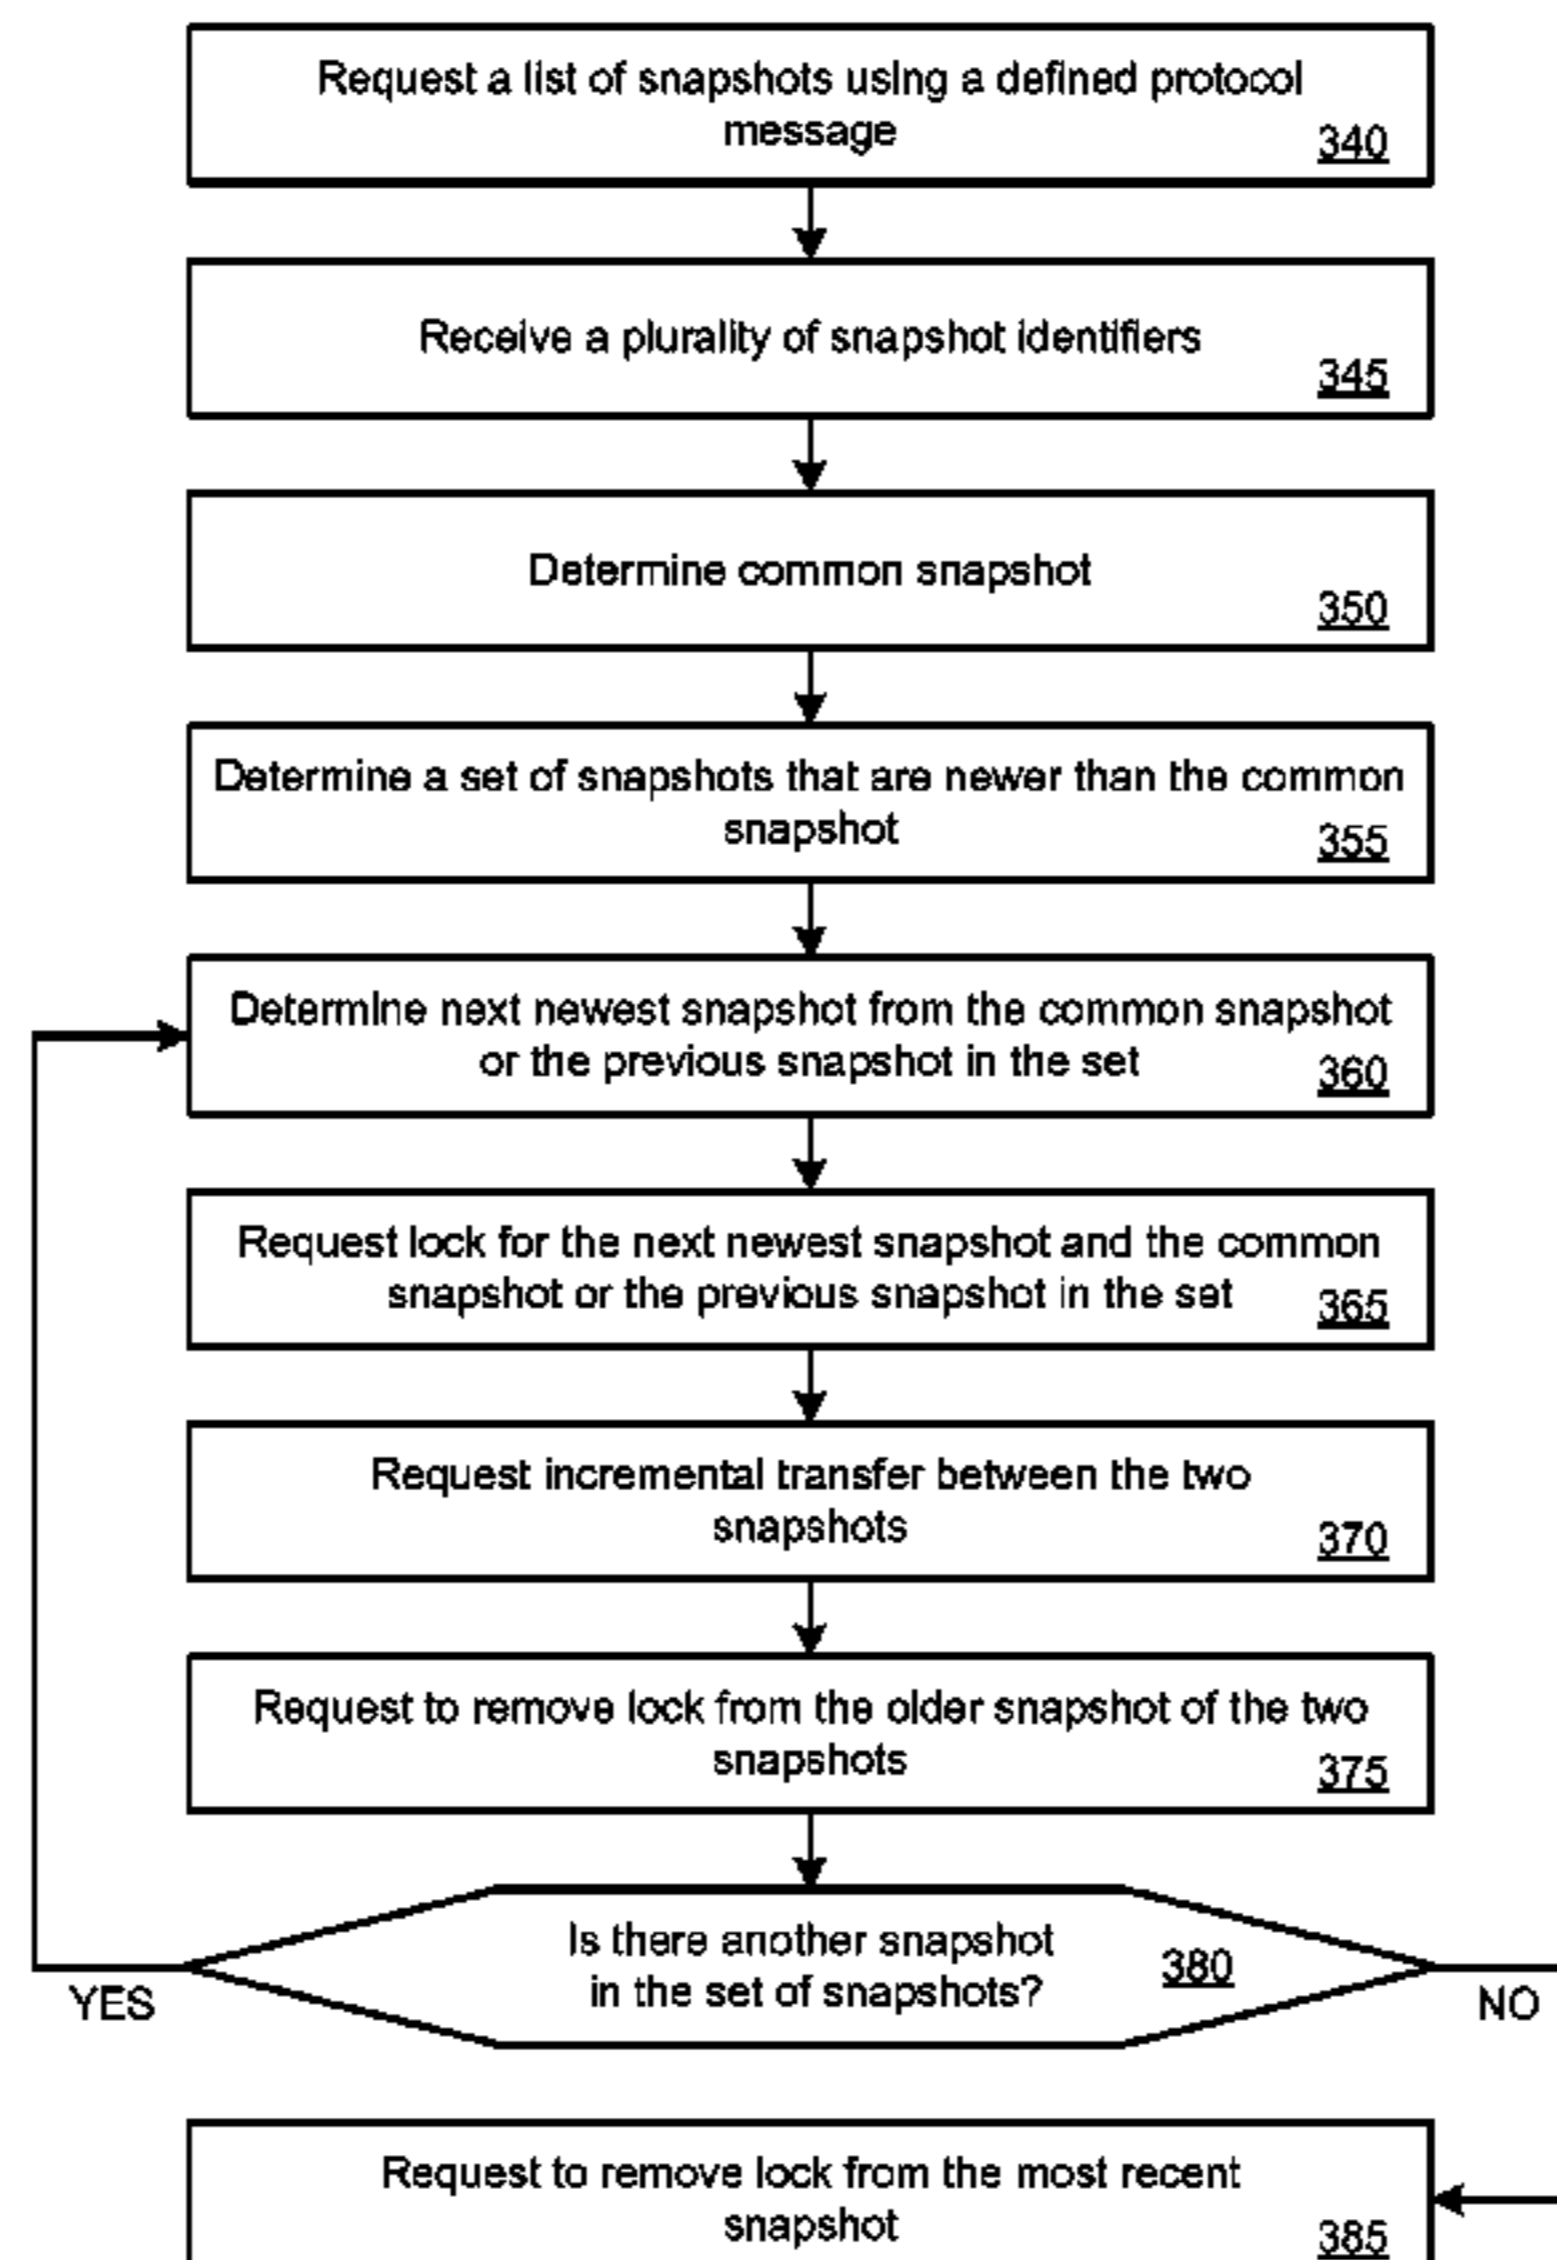 Request a list of snapshots using a defined protocol
message
340
Receive a plurality of snapshot identifiers
345
Determine common snapshot
350
Determine a set of snapshots that are newer than the common
snapshot
355
Determine next newest snapshot from the common snapshot
or the previous snapshot in the set
360
Request lock for the next newest snapshot and the common
snapshot or the previous snapshot in the set
365
Request incremental transfer between the two
snapshots
370
Request to remove lock from the older snapshot of the two
snapshots
375
Is there another snapshot
in the set of snapshots?
380
YES
NO
Request to remove lock from the most recent
snapshot
385